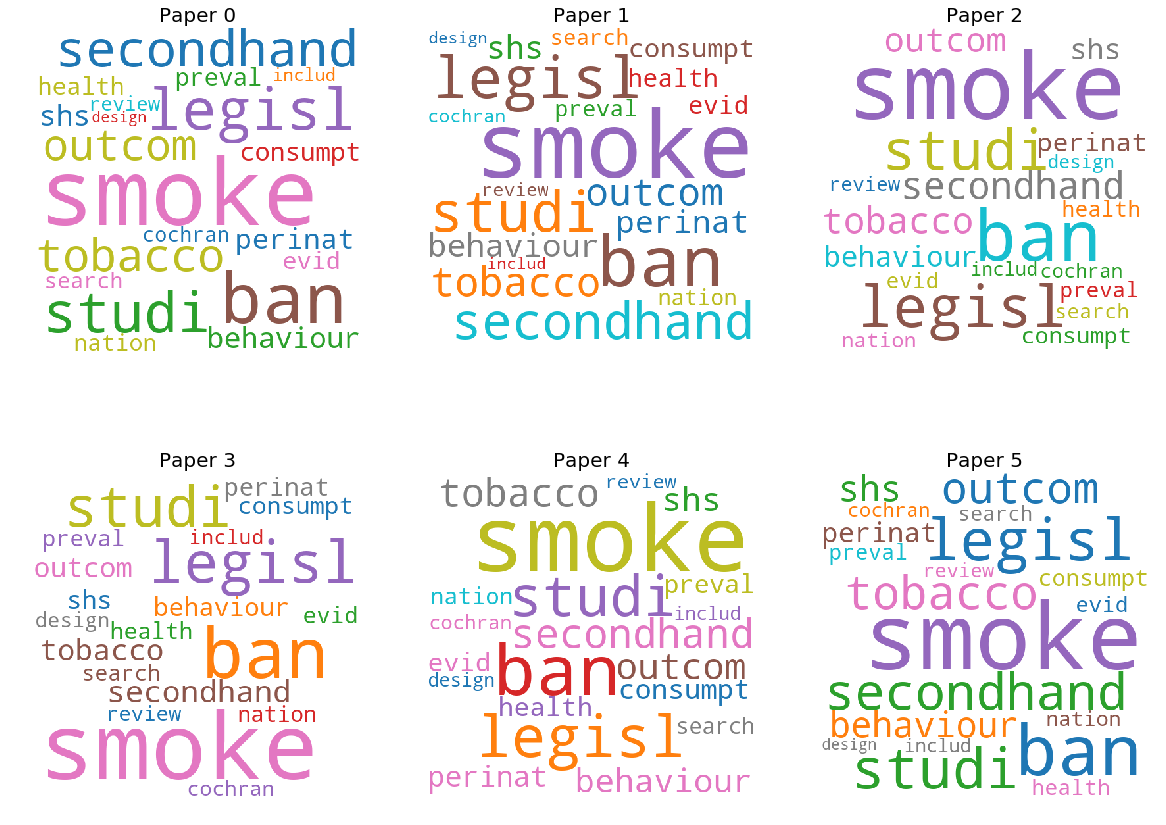 Paper 0
secondhand
health preval includ
shs review design legisl
outcom consumpt
smoke
cochran perinat
tobacco evid
search
studi ban
nation behaviour
Paper 1
design shs search consumpt
legisl health
cochran preval evid
smoke
review outcom
studi perinat
behaviour ban
includ
tobacco nation
secondhand
Paper 2
outcom shs
smoke
studi perinat
design
review secondhand
tobacco ban health
behaviour includ cochran
evid preval
legisl search
nation consumpt
Paper 3
studi perinat
consumpt
preval includ
outcom legisl
shs behaviour evid
design health
tobacco ban
search
secondhand
review nation
smoke
cochran
Paper 4
tobacco review shs
smoke
nation studi preval
cochran includ
secondhand
evid ban outcom
design consumpt
health
legisl search
perinat behaviour
Paper 5
shs outcom
cochran search
perinat legisl
preval review consumpt
tobacco evid
smoke
secondhand
behaviour nation
design includ ban
studi health